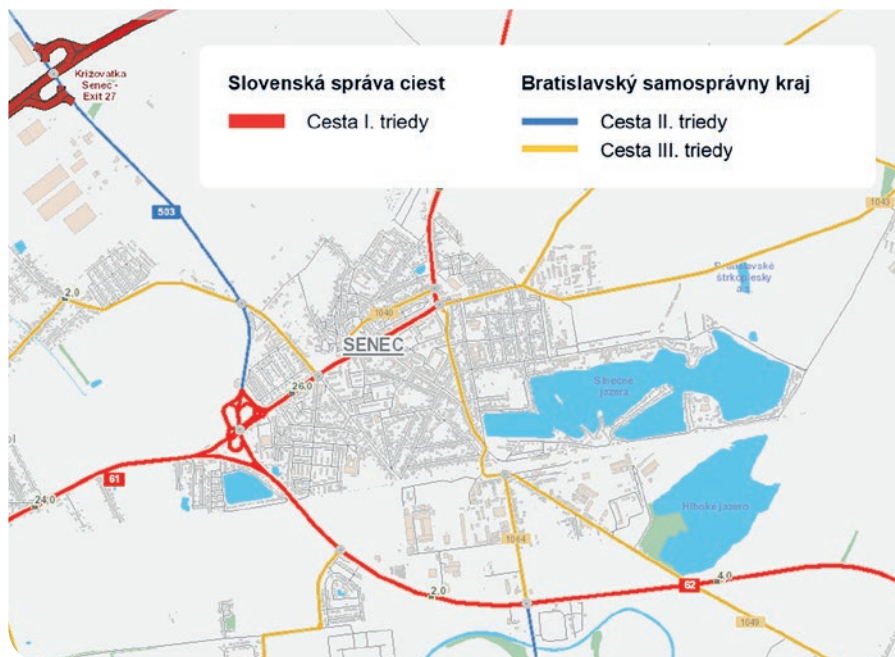 Križovatka
Senec -
Exit 27
Slovenská správa ciest
Cesta I. triedy
Bratislavský samosprávny kraj
Cesta II. triedy
Cesta III. triedy
503
1043
2,0
štrkopiesky
1040
SENEC
26,0
Slnečné
jazerá
61
24,0
Hlboké jazero
1044
2,0
62
4,0
1049